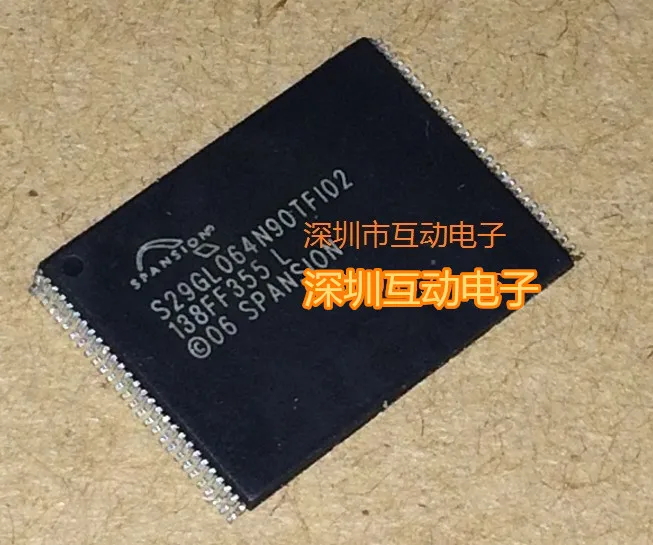 SPANSION
S29GL064N90TFI02
138FF355 L
©06 SPANSION
深圳市互动电子
深圳互动电子